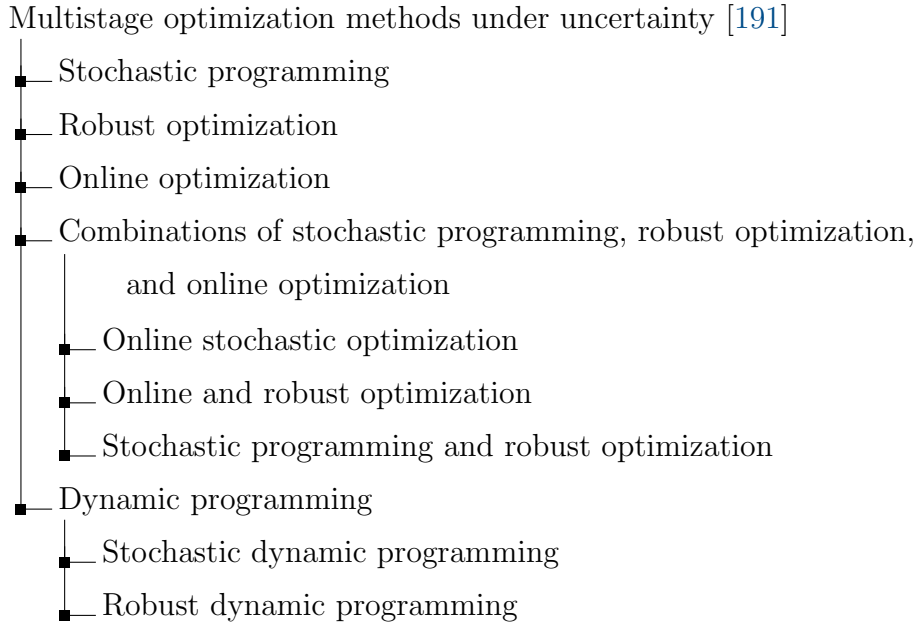 Multistage optimization methods under uncertainty [191]
Stochastic programming
Robust optimization
Online optimization
Combinations of stochastic programming, robust optimization,
and online optimization
Online stochastic optimization
Online and robust optimization
Stochastic programming and robust optimization
Dynamic programming
Stochastic dynamic programming
Robust dynamic programming